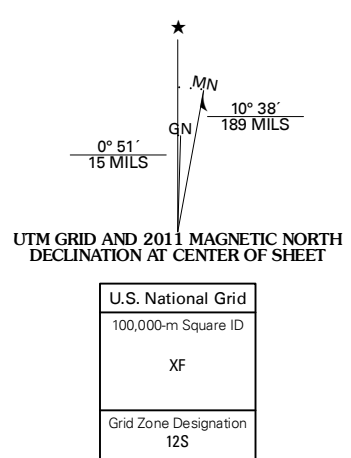 ★
MN
10° 38´
189 MILS
GN
0° 51´
15 MILS
UTM GRID AND 2011 MAGNETIC NORTH
DECLINATION AT CENTER OF SHEET
U.S. National Grid
100,000-m Square ID
XF
Grid Zone Designation
12S